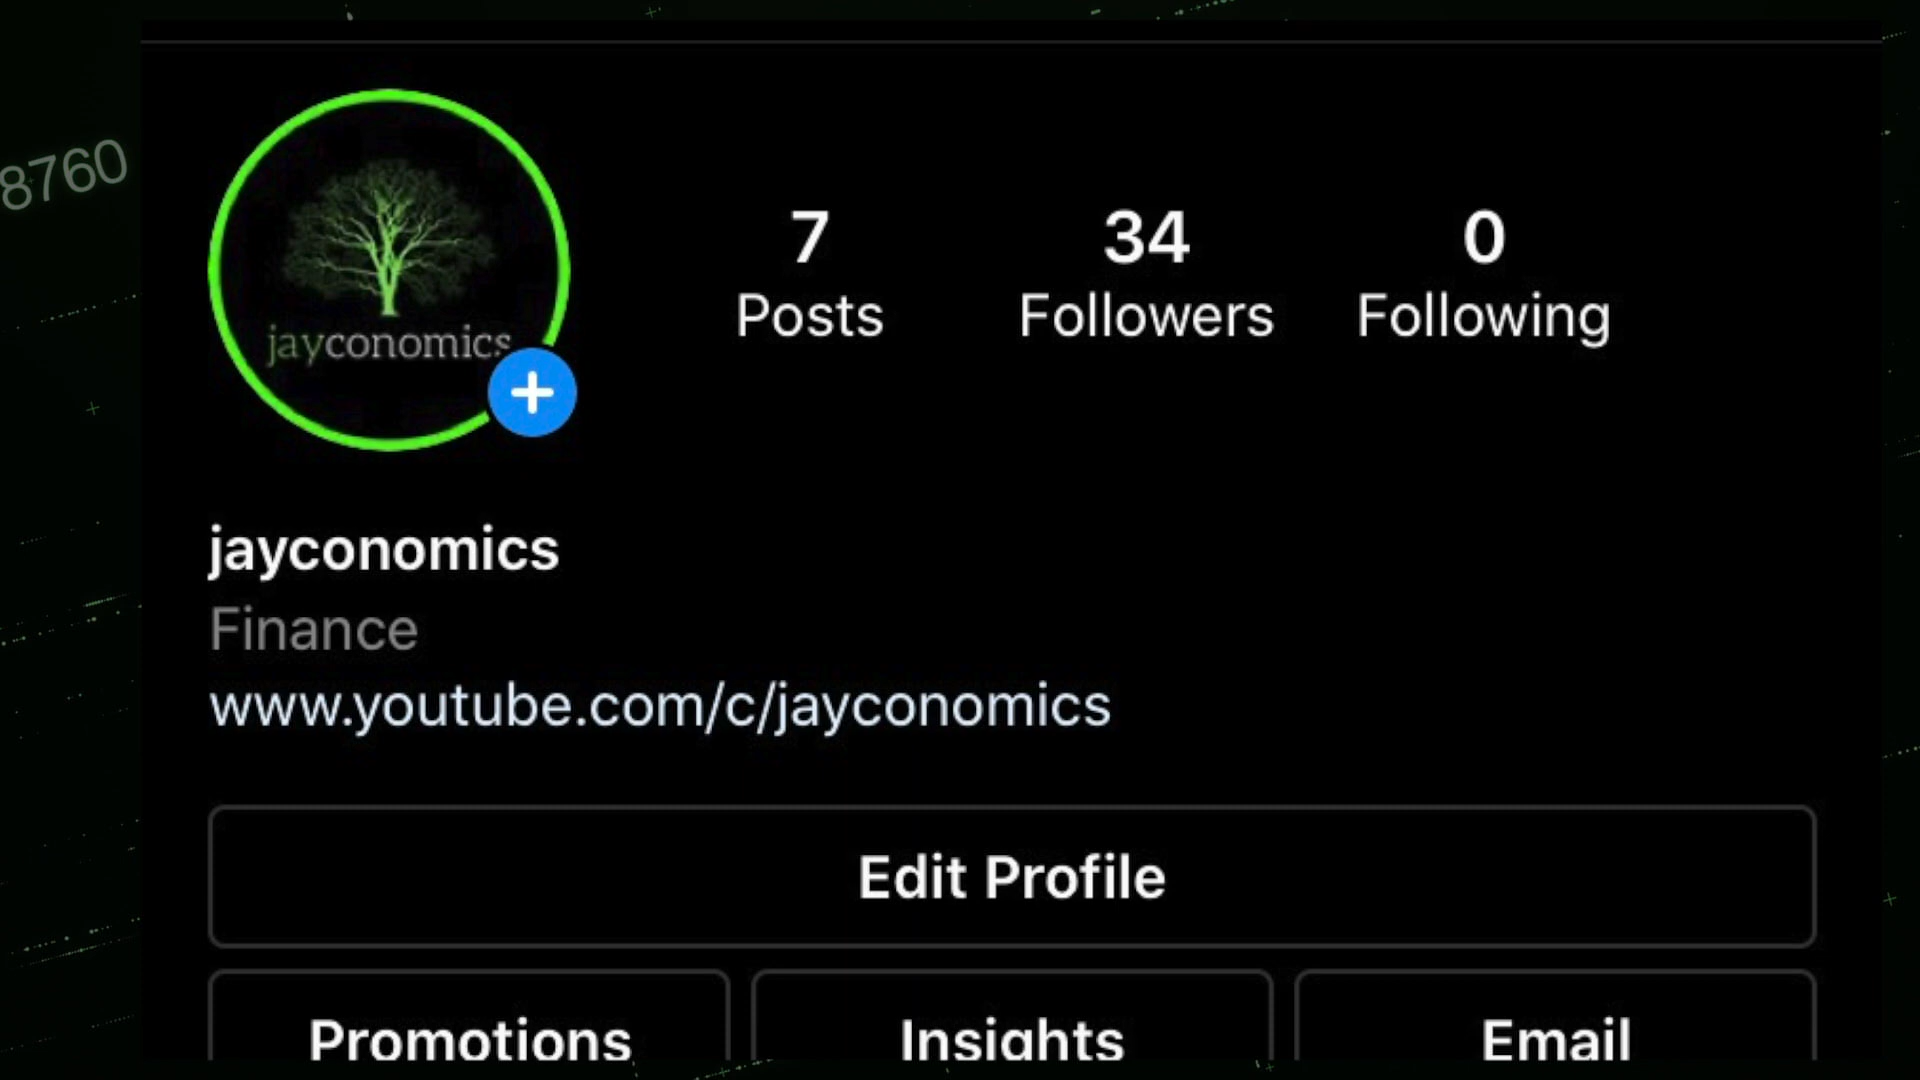 8760
jayconomics
7 34 0
Posts Followers Following
jayconomics
Finance
www.youtube.com/c/jayconomics
Edit Profile
Promotions Insights Email